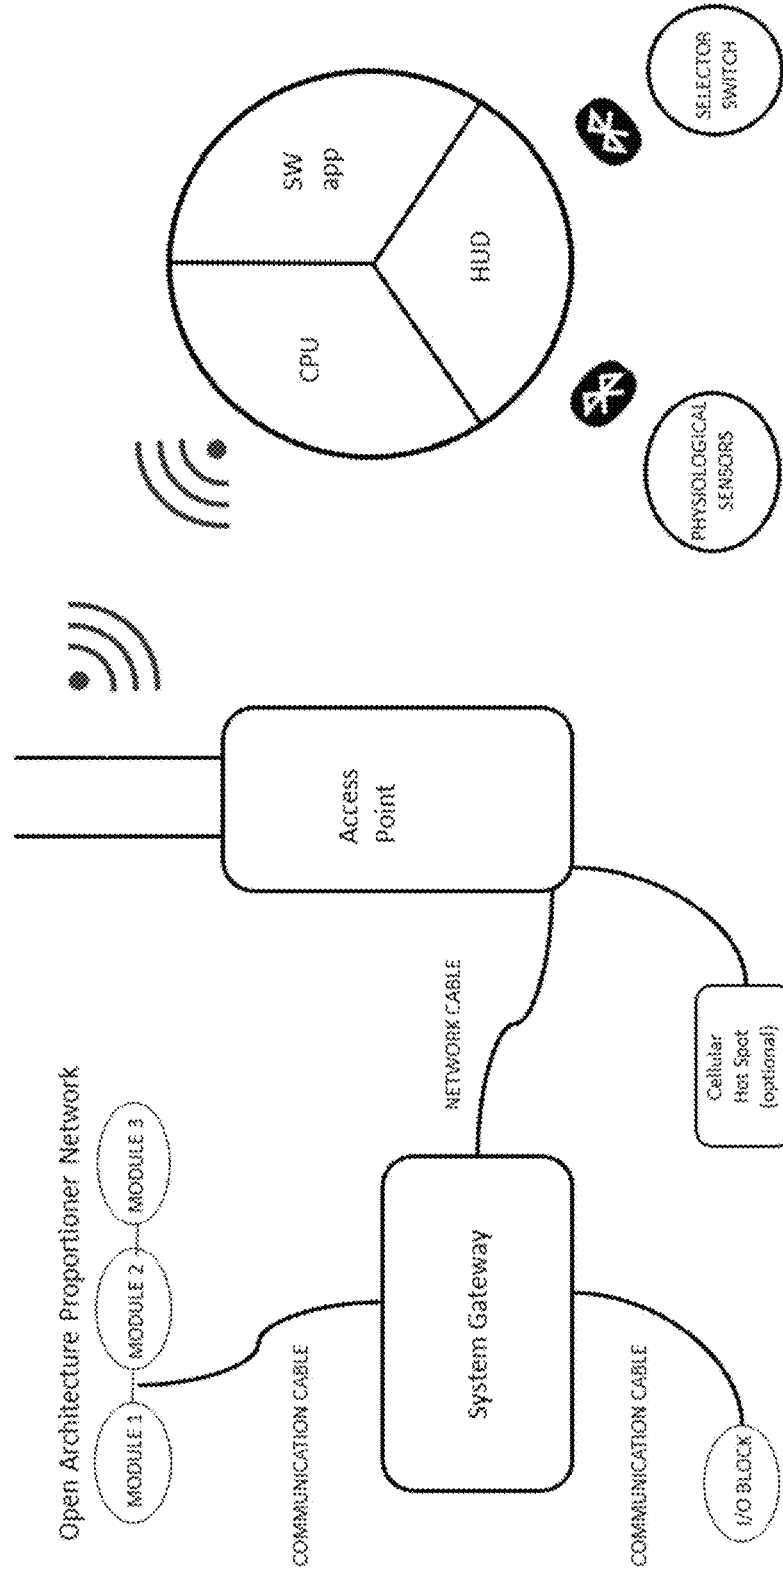 Open Architecture Proportioner Network
MODULE 1
MODULE 2
MODULE 3
COMMUNICATION CABLE
System Gateway
COMMUNICATION CABLE
I/O BLOCK
NETWORK CABLE
Access
Point
Cellular
Hot Spot
(optional)
CPU
SW
app
HUD
PHYSIOLOGICAL
SENSORS
SELECTOR
SWITCH